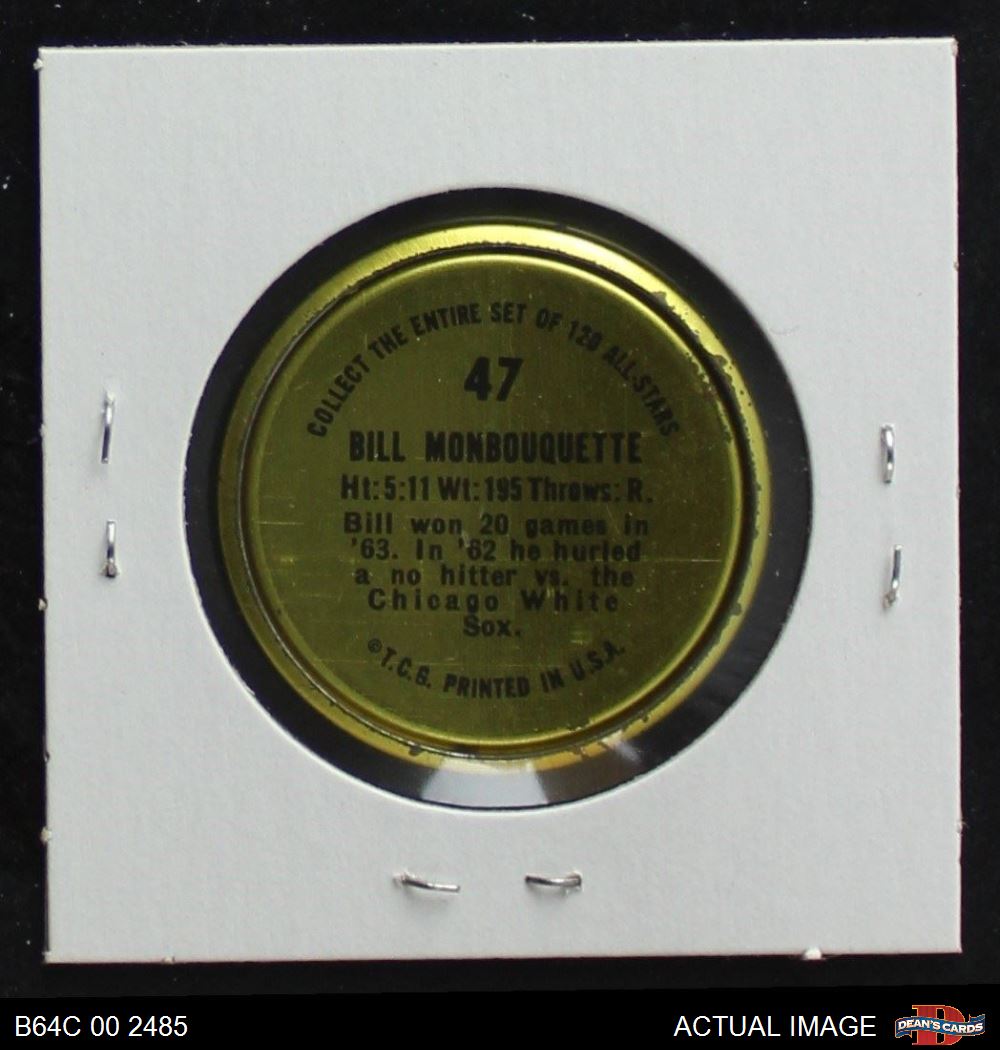 COLLECT THE ENTIRE SET OF 120 ALL-STARS
47
BILL MONBOUQUETTE
Ht:5:11 Wt:195 Throws: R.
Bill won 20 games in
'63. In '62 he hurled
a no hitter vs. the
Chicago White
Sox.
©T.C.G. PRINTED IN U.S.A.
B64C 00 2485
ACTUAL IMAGE
D
DEAN'S CARDS